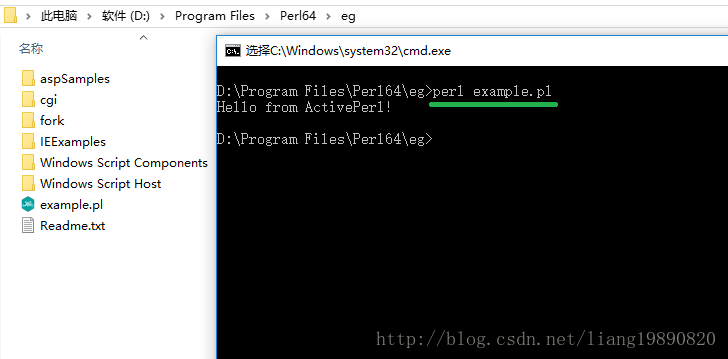 此电脑 > 软件 (D:) > Program Files > Perl64 > eg
名称
aspSamples
cgi
fork
IEExamples
Windows Script Components
Windows Script Host
example.pl
Readme.txt
选择C:\Windows\system32\cmd.exe
D:\Program Files\Perl64\eg>perl example.pl
Hello from ActivePerl!
D:\Program Files\Perl64\eg>
http://blog.csdn.net/liang19890820